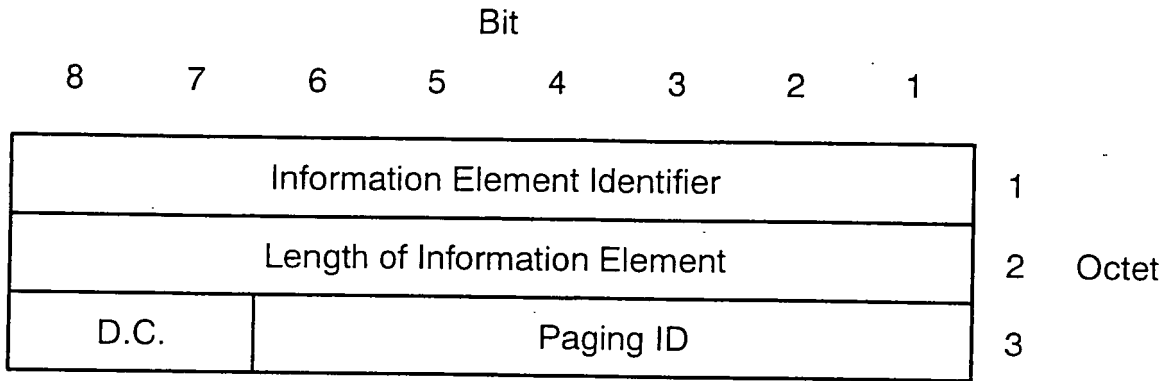 Bit
8 7 6 5 4 3 2 1
Information Element Identifier 1
Length of Information Element 2 Octet
D.C. Paging ID 3